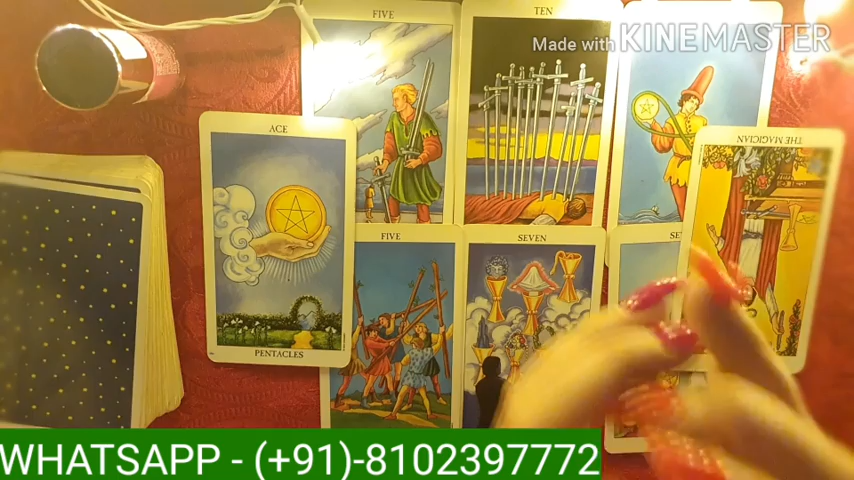 Made with KINEMASTER
FIVE
TEN
ACE
THE MAGICIAN
FIVE
SEVEN
PENTACLES
WHATSAPP - (+91)-8102397772